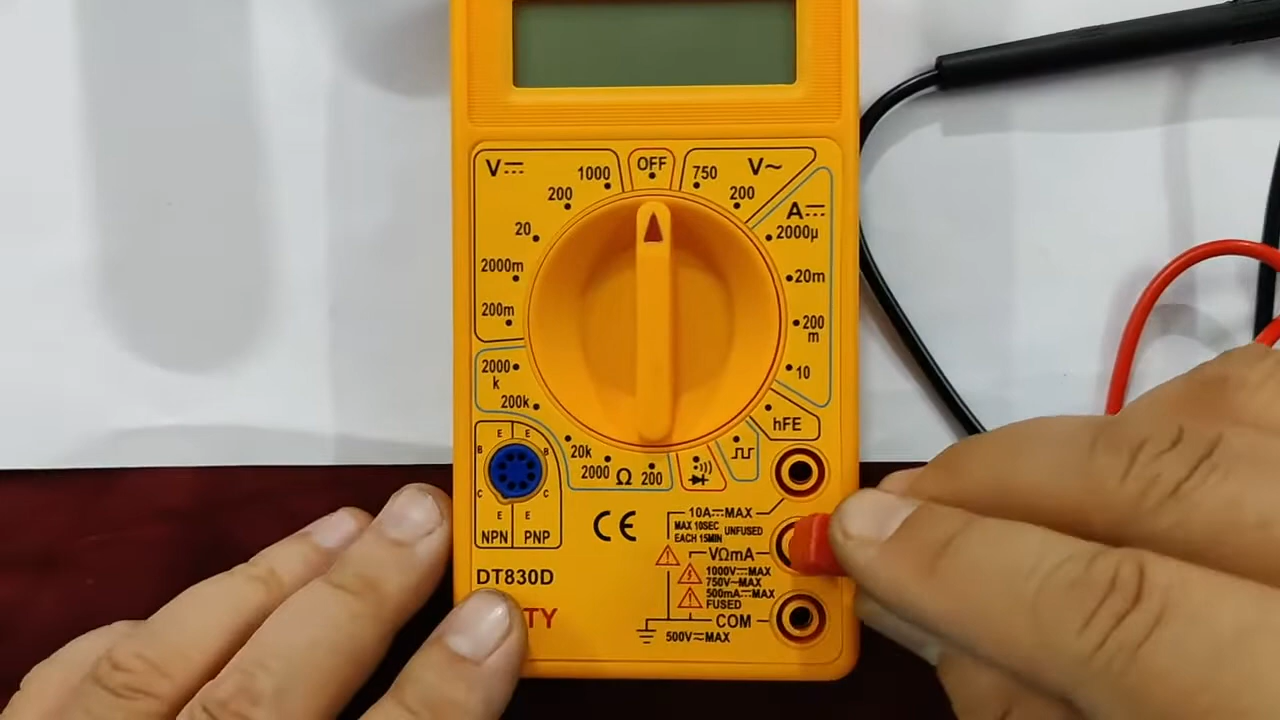 V⎓
1000
OFF
750
V~
200
200
A⎓
20
2000µ
2000m
20m
200m
200
m
2000
k
10
200k
hFE
20k
2000
Ω
200
E E
B B
C C
E E
NPN PNP
CE
10A⎓MAX
MAX 10SEC
EACH 15MIN
UNFUSED
VΩmA
1000V⎓MAX
750V~MAX
500mA⎓MAX
FUSED
COM
500V⎓MAX
DT830D
TY